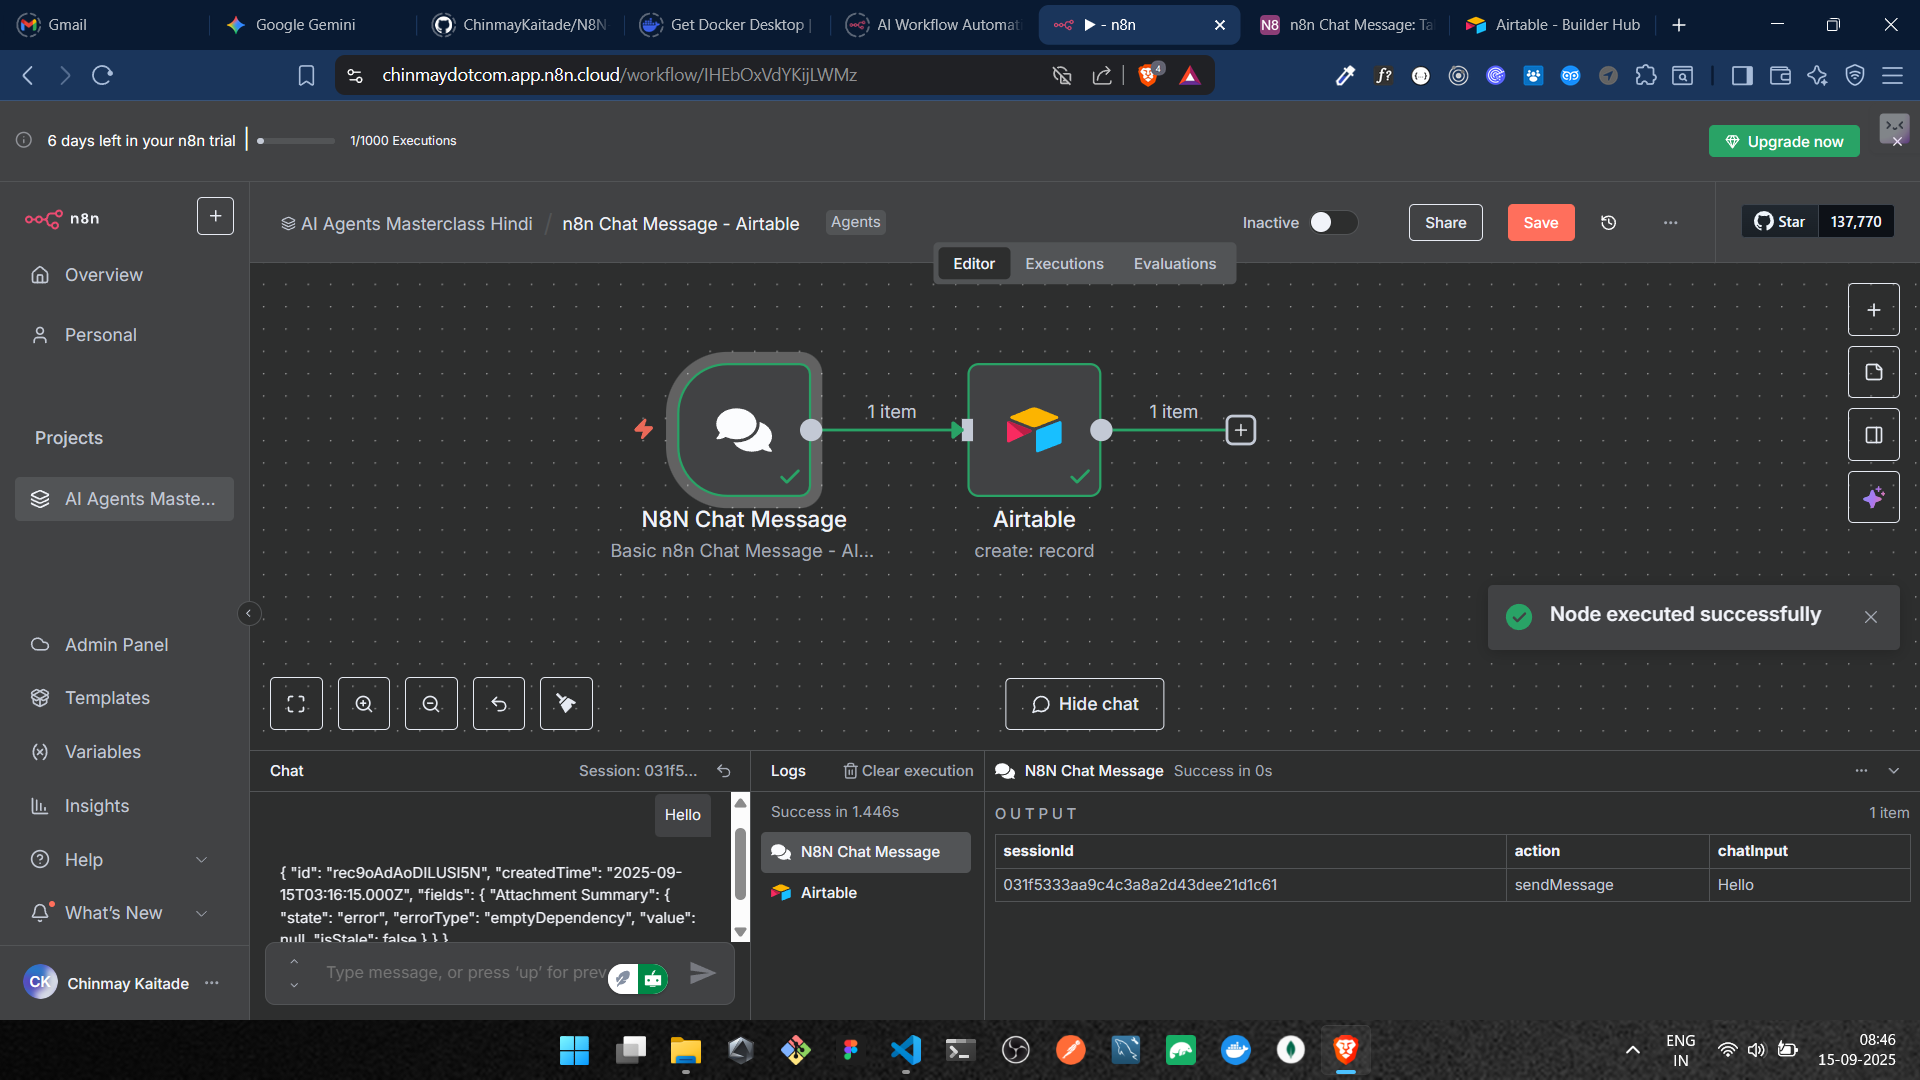 Gmail
Google Gemini
ChinmayKaitade/N8N
Get Docker Desktop |
AI Workflow Automat
▶ - n8n
N8
n8n Chat Message: Ta
Airtable - Builder Hub
chinmaydotcom.app.n8n.cloud/workflow/IHEbOxVdYKijLWMz
4
6 days left in your n8n trial
1/1000 Executions
Upgrade now
n8n
AI Agents Masterclass Hindi / n8n Chat Message - Airtable
Agents
Inactive
Share
Save
Star
137,770
Editor
Executions
Evaluations
Overview
Personal
Projects
AI Agents Maste...
Admin Panel
Templates
Variables
Insights
Help
What's New
CK
Chinmay Kaitade
1 item
1 item
N8N Chat Message
Basic n8n Chat Message - AI...
Airtable
create: record
Node executed successfully
Hide chat
Chat
Session: 031f5...
Hello
{ "id": "rec9oAdAoDILUSI5N", "createdTime": "2025-09-
15T03:16:15.000Z", "fields": { "Attachment Summary": {
"state": "error", "errorType": "emptyDependency", "value":
null, "isStale": false } } }
Type message, or press 'up' for prev
Logs
Clear execution
Success in 1.446s
N8N Chat Message
Airtable
N8N Chat Message
Success in 0s
OUTPUT
1 item
sessionId
action
chatInput
031f5333aa9c4c3a8a2d43dee21d1c61
sendMessage
Hello
ENG
IN
08:46
15-09-2025